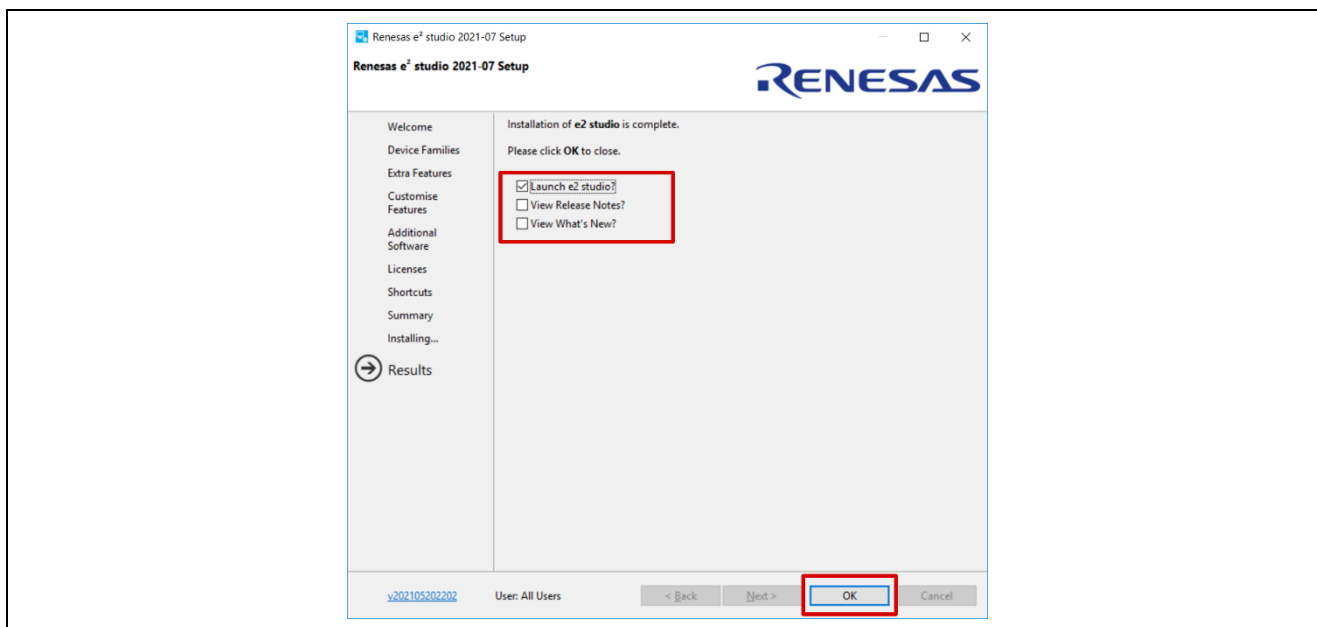 Renesas e² studio 2021-07 Setup
Renesas e² studio 2021-07 Setup
RENESAS
Welcome
Device Families
Extra Features
Customise
Features
Additional
Software
Licenses
Shortcuts
Summary
Installing...
Results
Installation of e2 studio is complete.
Please click OK to close.
Launch e2 studio?
View Release Notes?
View What's New?
v202105202202
User: All Users
< Back
Next >
OK
Cancel